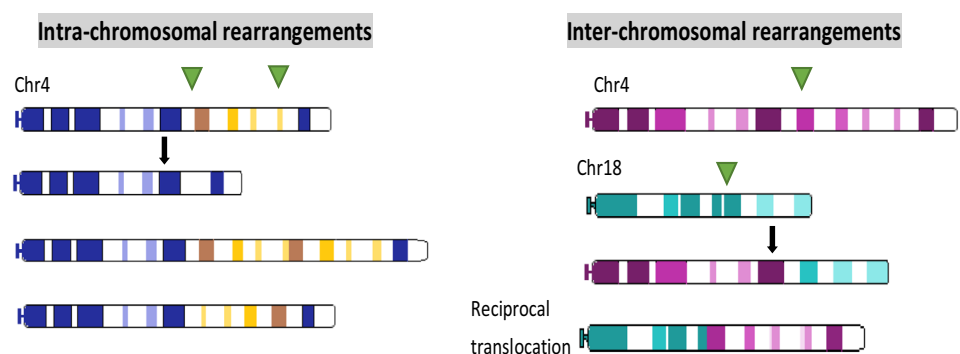 Intra-chromosomal rearrangements
Chr4
Inter-chromosomal rearrangements
Chr4
Chr18
Reciprocal
translocation